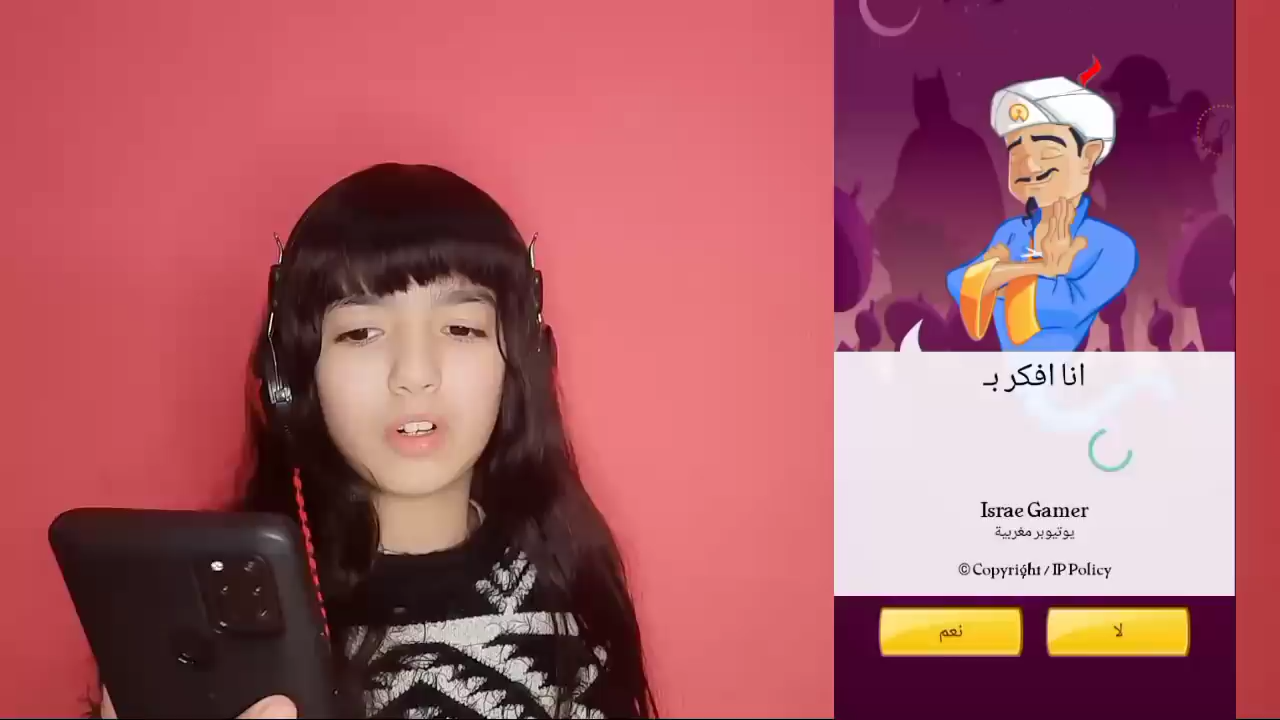 انا افكر بـ
Israe Gamer
يوتيوبر مغربية
© Copyright / IP Policy
نعم
لا